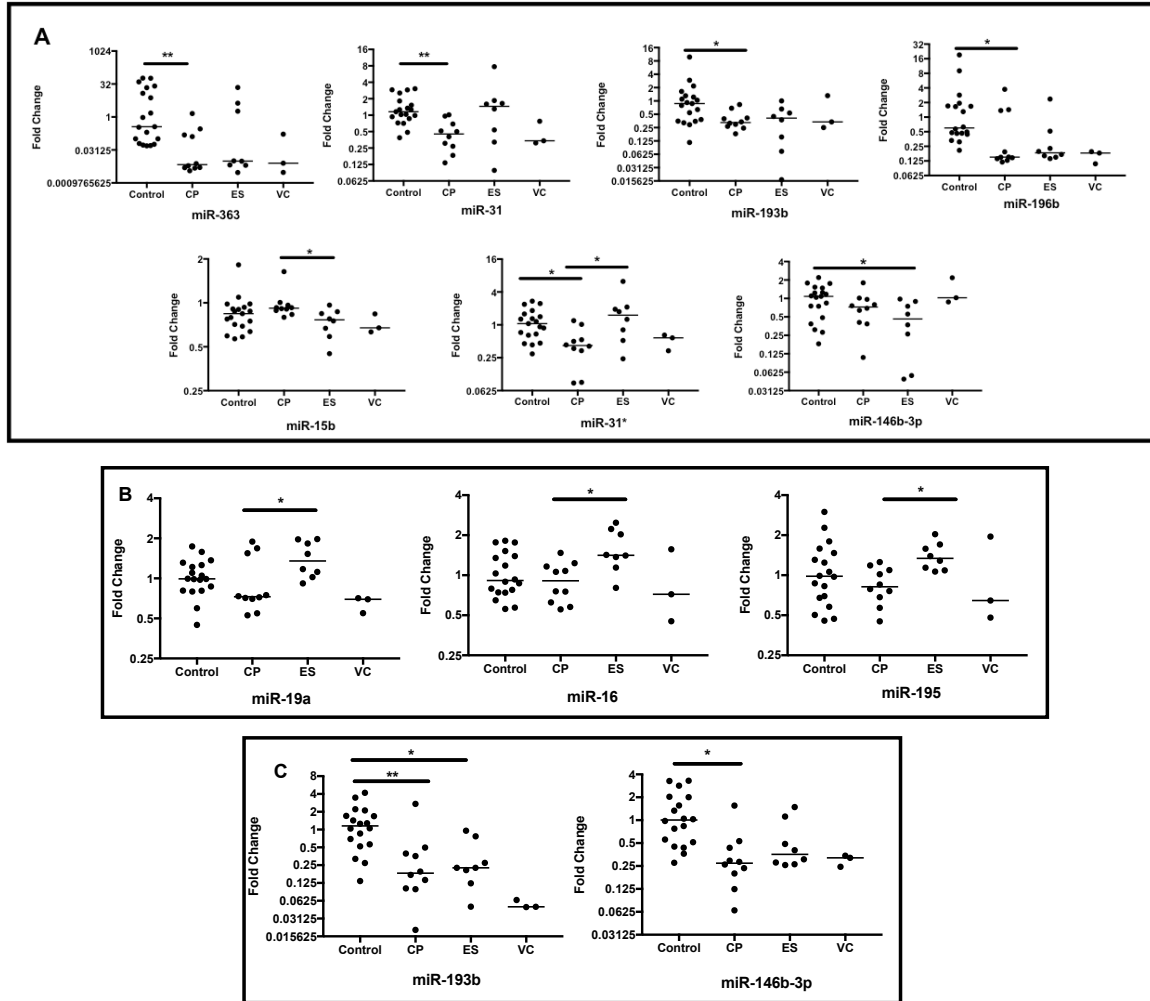 A
**
1024
32
1
0.03125
0.0009765625
Fold Change
Control CP ES VC
miR-363
**
16
8
4
2
1
0.5
0.25
0.125
0.0625
Fold Change
Control CP ES VC
miR-31
*
16
8
4
2
1
0.5
0.25
0.125
0.0625
0.03125
0.015625
Fold Change
Control CP ES VC
miR-193b
*
32
16
8
4
2
1
0.5
0.25
0.125
0.0625
Fold Change
Control CP ES VC
miR-196b
*
2
1
0.5
0.25
Fold Change
Control CP ES VC
miR-15b
* *
16
4
1
0.25
0.0625
Fold Change
Control CP ES VC
miR-31*
*
4
2
1
0.5
0.25
0.125
0.0625
0.03125
Fold Change
Control CP ES VC
miR-146b-3p
B
*
4
2
1
0.5
0.25
Fold Change
Control CP ES VC
miR-19a
*
4
2
1
0.5
0.25
Fold Change
Control CP ES VC
miR-16
*
4
2
1
0.5
0.25
Fold Change
Control CP ES VC
miR-195
C
*
**
8
4
2
1
0.5
0.25
0.125
0.0625
0.03125
0.015625
Fold Change
Control CP ES VC
miR-193b
*
4
2
1
0.5
0.25
0.125
0.0625
0.03125
Fold Change
Control CP ES VC
miR-146b-3p